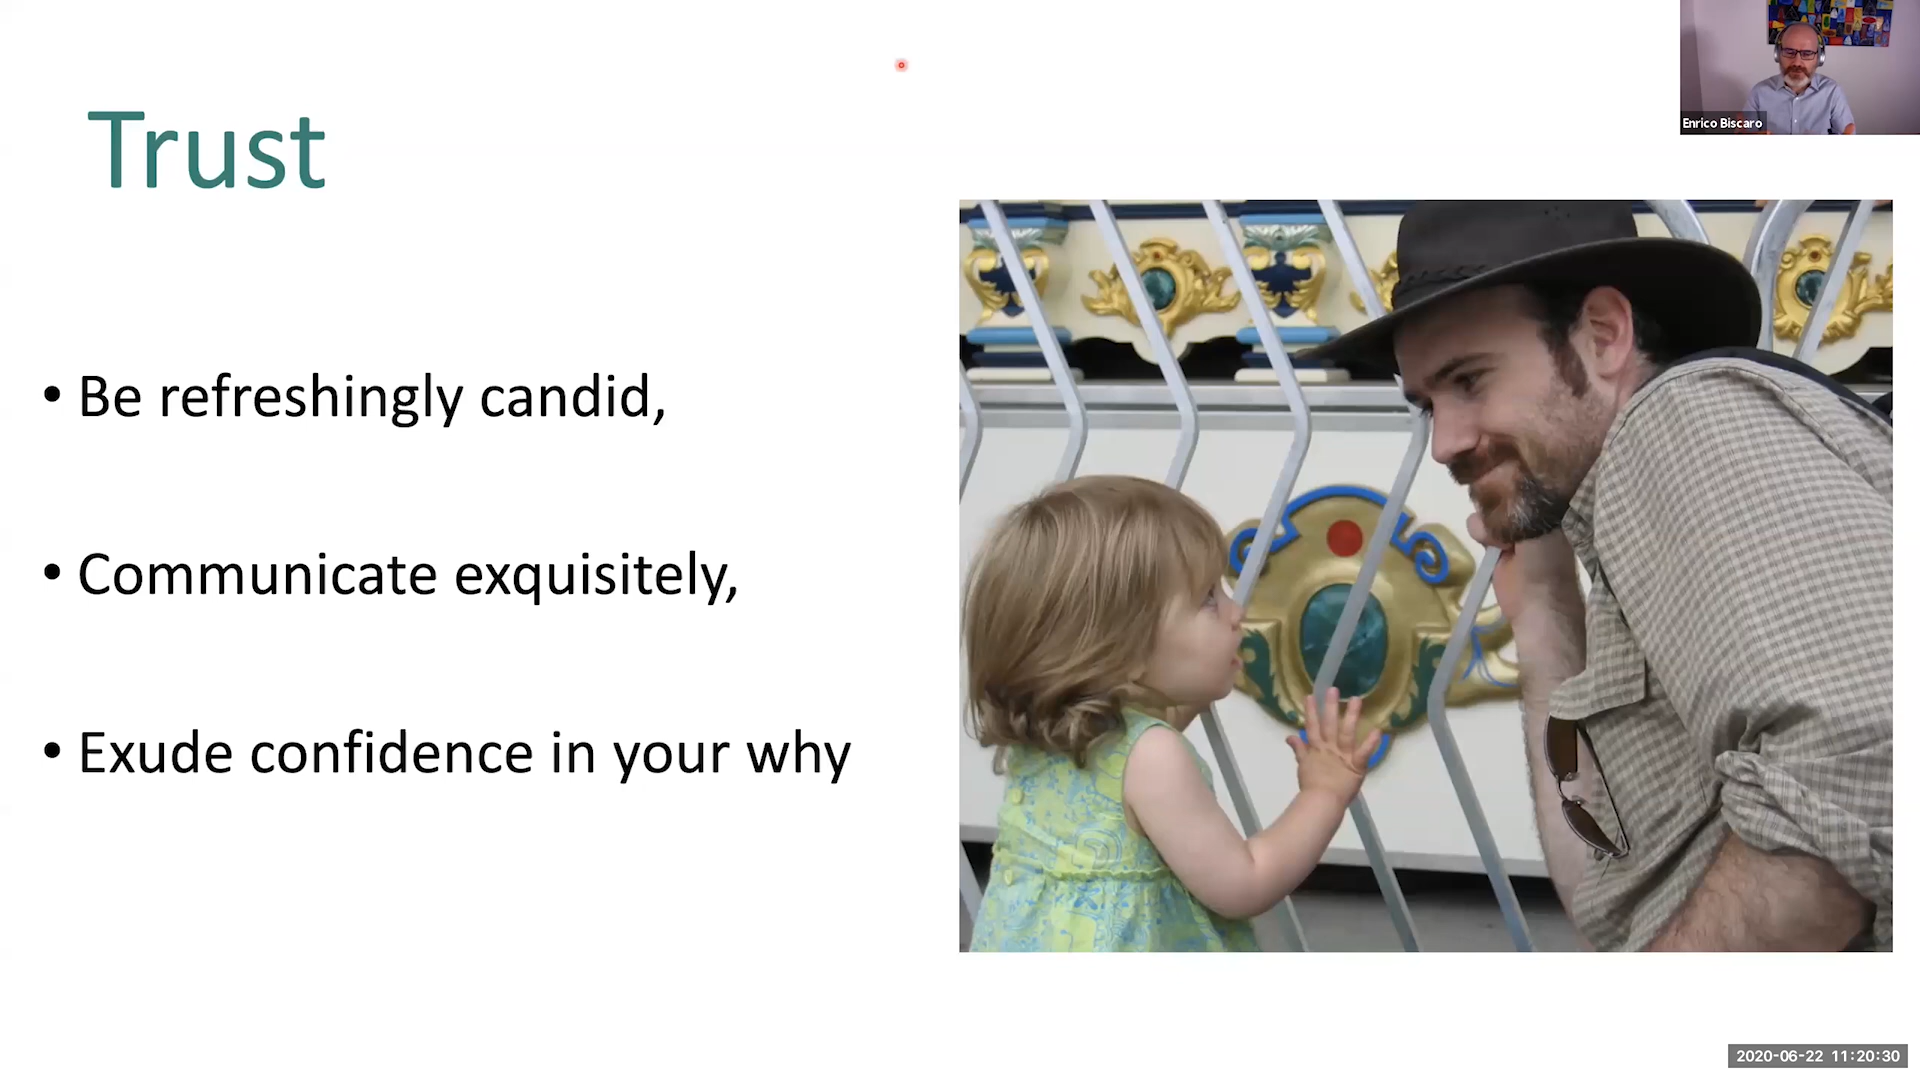 Enrico Biscaro
Trust
• Be refreshingly candid,
• Communicate exquisitely,
• Exude confidence in your why
2020-06-22 11:20:30